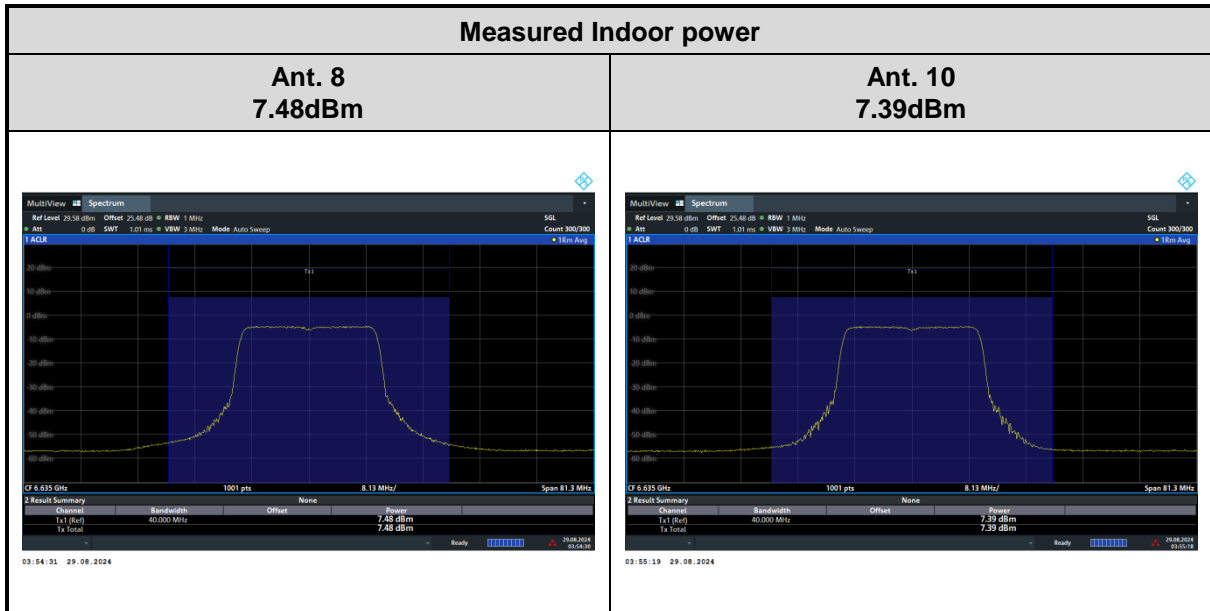 Measured Indoor power
Ant. 8
7.48dBm
Ant. 10
7.39dBm
MultiView Spectrum
Ref Level 29.58 dBm Offset 25.48 dB RBW 1 MHz SGL
Att 0 dB SWT 1.01 ms VBW 3 MHz Mode Auto Sweep Count 300/300
1 ACLR 1Rm Avg
Tx1
20 dBm
10 dBm
0 dBm
-10 dBm
-20 dBm
-30 dBm
-40 dBm
-50 dBm
-60 dBm
CF 6.635 GHz 1001 pts 8.13 MHz/ Span 81.3 MHz
2 Result Summary None
Channel Bandwidth Offset Power
Tx1 (Ref) 40.000 MHz 7.48 dBm
Tx Total 7.48 dBm
Ready 29.08.2024
03:54:30
03:54:31 29.08.2024
MultiView Spectrum
Ref Level 29.58 dBm Offset 25.48 dB RBW 1 MHz SGL
Att 0 dB SWT 1.01 ms VBW 3 MHz Mode Auto Sweep Count 300/300
1 ACLR 1Rm Avg
Tx1
20 dBm
10 dBm
0 dBm
-10 dBm
-20 dBm
-30 dBm
-40 dBm
-50 dBm
-60 dBm
CF 6.635 GHz 1001 pts 8.13 MHz/ Span 81.3 MHz
2 Result Summary None
Channel Bandwidth Offset Power
Tx1 (Ref) 40.000 MHz 7.39 dBm
Tx Total 7.39 dBm
Ready 29.08.2024
03:55:18
03:55:19 29.08.2024